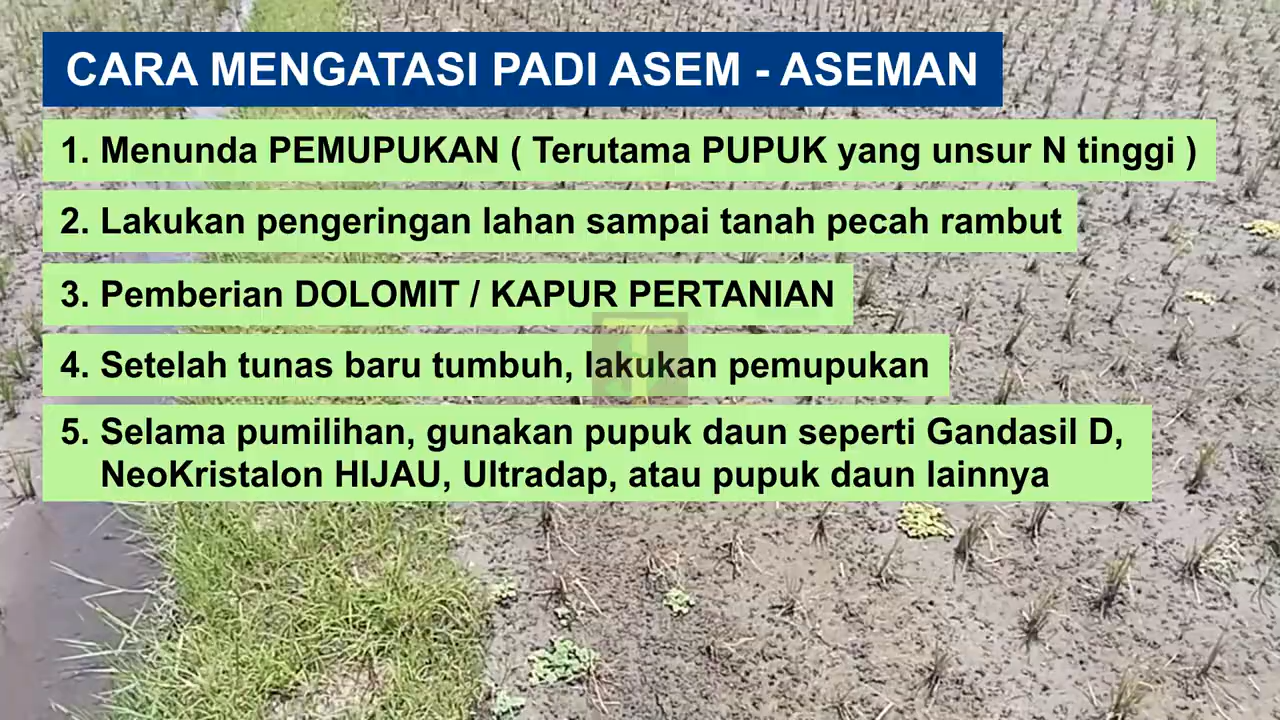 CARA MENGATASI PADI ASEM - ASEMAN
1. Menunda PEMUPUKAN ( Terutama PUPUK yang unsur N tinggi )
2. Lakukan pengeringan lahan sampai tanah pecah rambut
3. Pemberian DOLOMIT / KAPUR PERTANIAN
4. Setelah tunas baru tumbuh, lakukan pemupukan
5. Selama pumilihan, gunakan pupuk daun seperti Gandasil D,
NeoKristalon HIJAU, Ultradap, atau pupuk daun lainnya